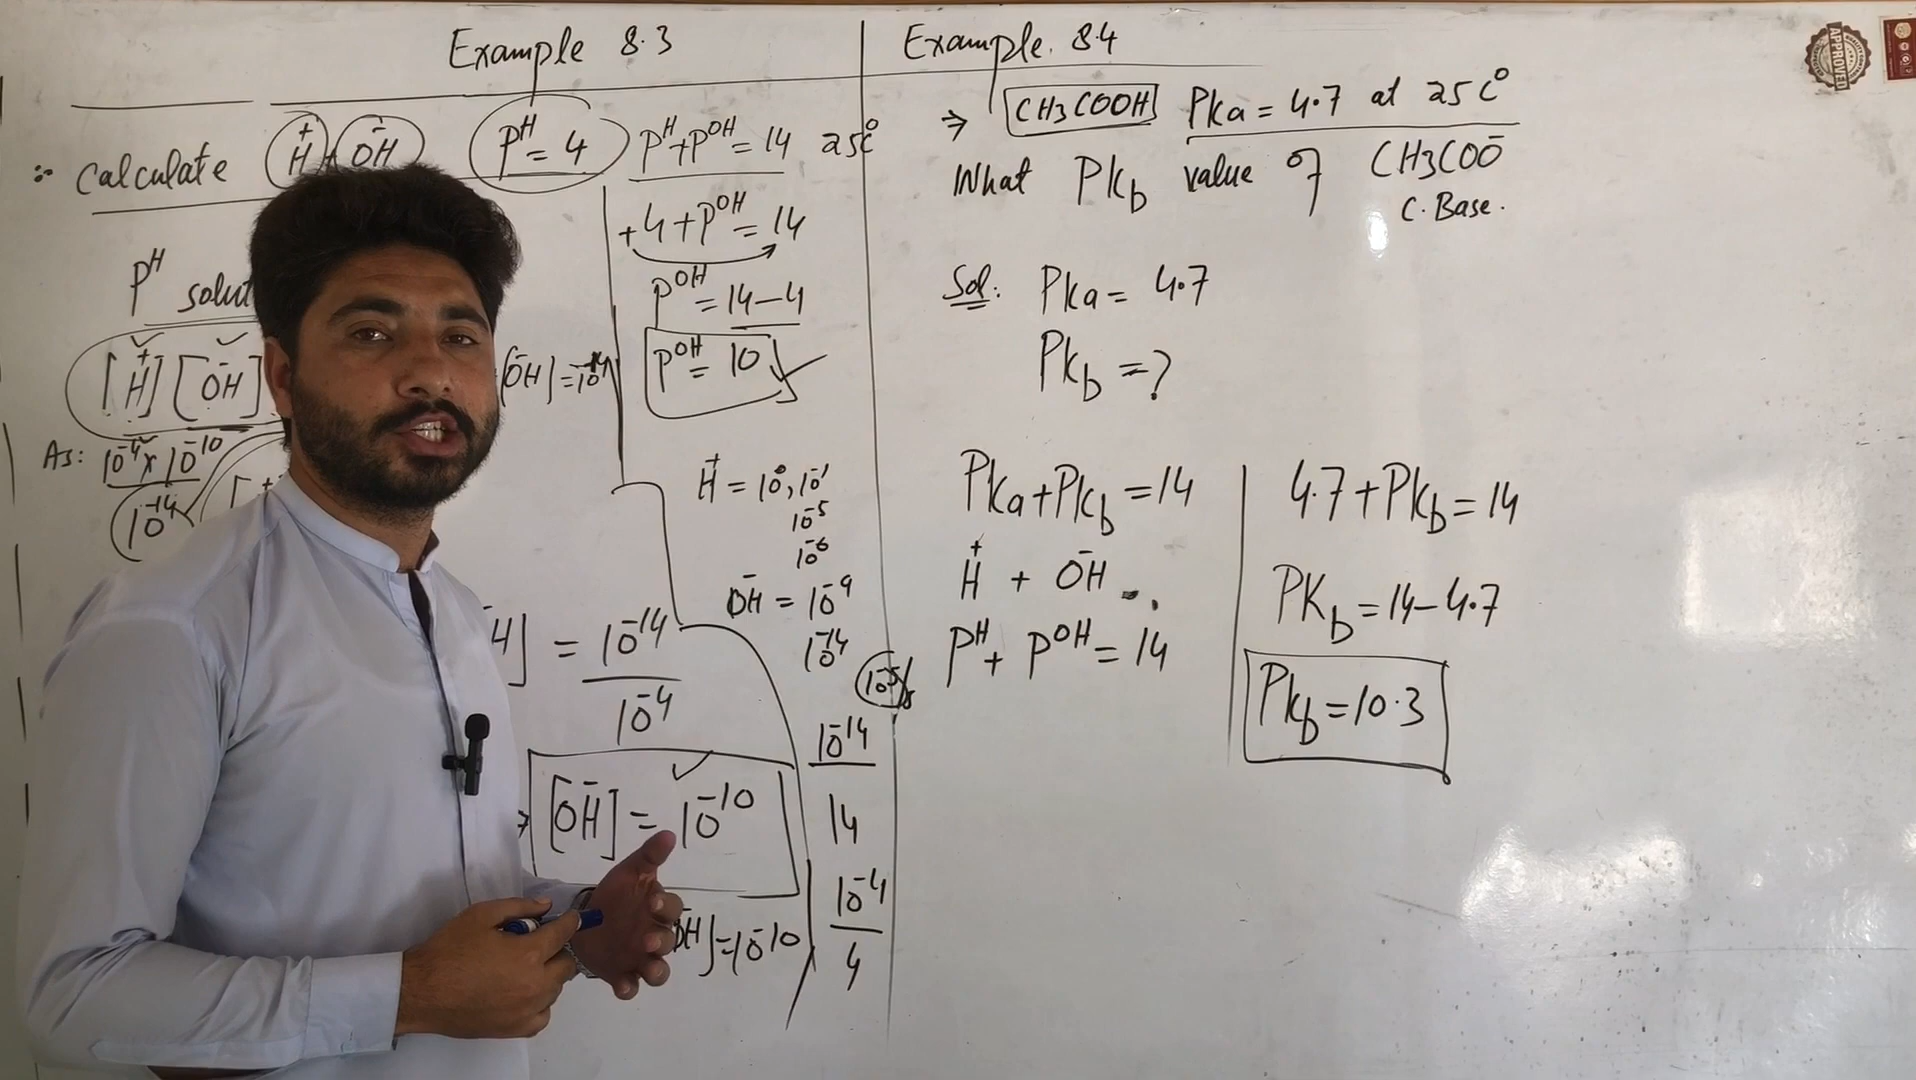 Example 8.3
∴ Calculate H⁺, OH⁻ pH = 4 pH + pOH = 14 25C°
+4 + pOH = 14
pH solut
pOH = 14 – 4
[H⁺] [OH⁻]
[OH⁻] = 10⁻¹⁴
pOH = 10
As: 10⁻⁴ x 10⁻¹⁰
10⁻¹⁴
H⁺ = 10⁰, 10⁻¹
10⁻⁵
10⁻⁶
OH⁻ = 10⁻⁹
10⁻¹⁴
H] = 10⁻¹⁴
10⁻⁴
[OH⁻] = 10⁻¹⁰
OH] = 10⁻¹⁰
10⁻¹⁴
14
10⁻⁴
4
Example. 8.4
⇒ CH3COOH Pka = 4.7 at 25C°
What Pkb value of CH3COO⁻
C. Base.
Sol: Pka = 4.7
Pkb = ?
Pka + Pkb = 14
H⁺ + OH⁻
pH + pOH = 14
4.7 + Pkb = 14
PKb = 14 – 4.7
Pkb = 10.3
APPROVED